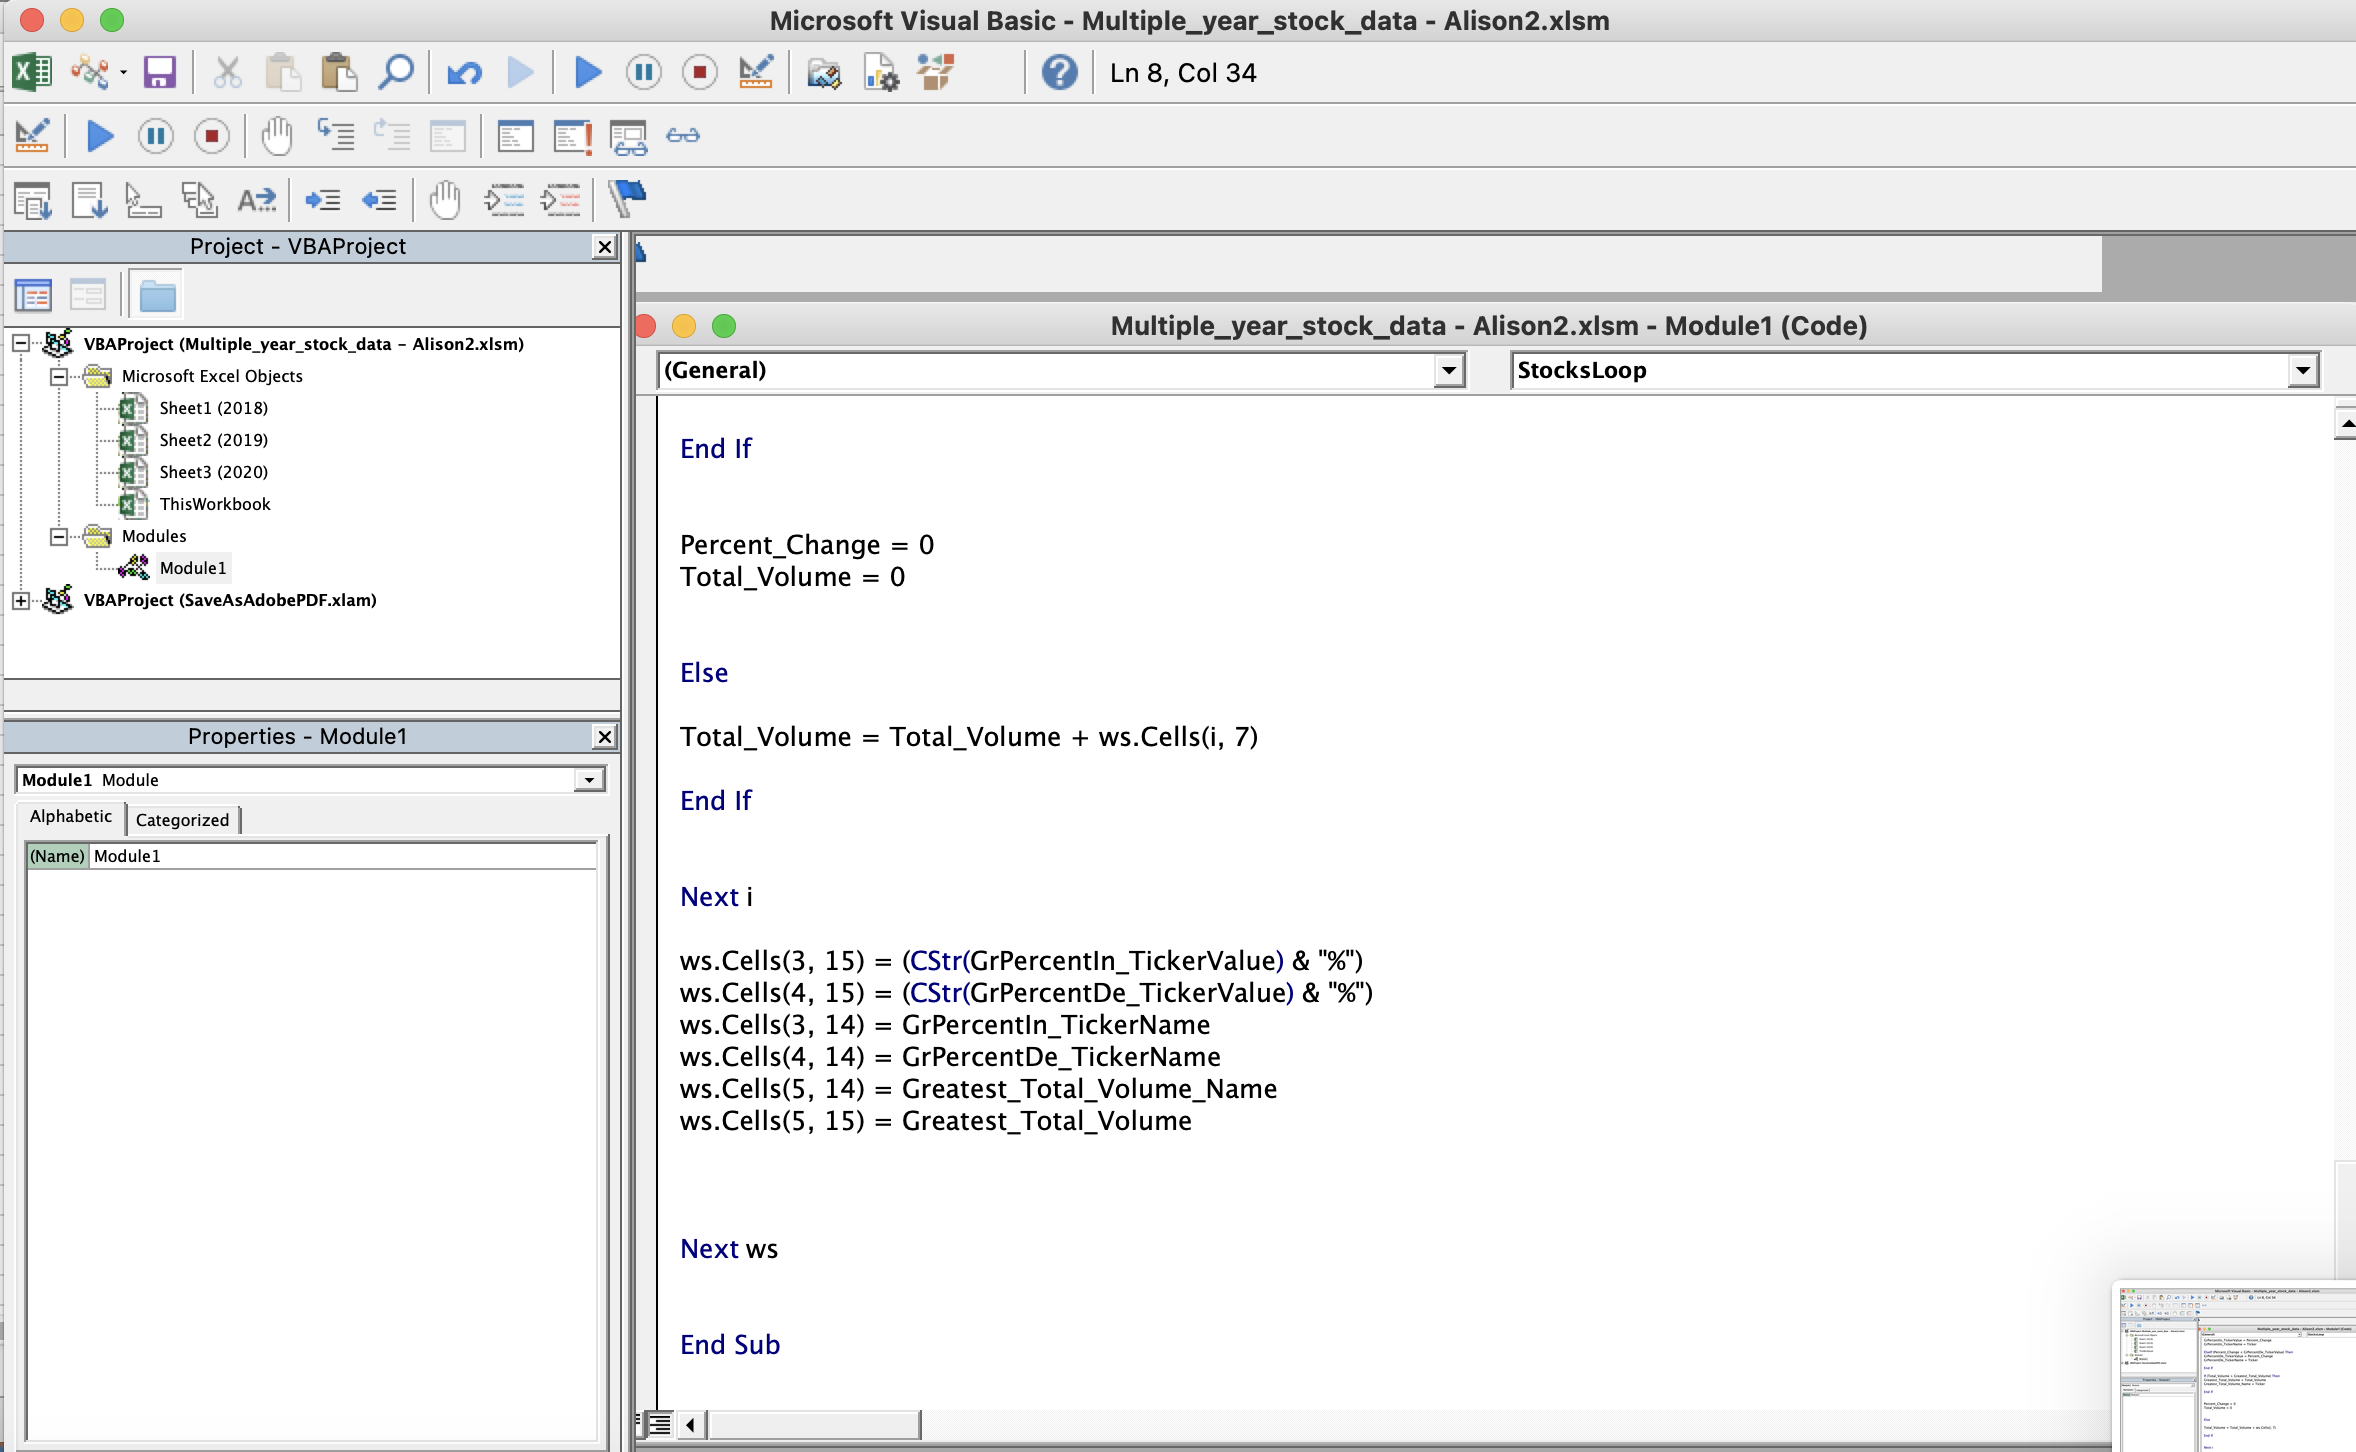 Microsoft Visual Basic - Multiple_year_stock_data - Alison2.xlsm
Ln 8, Col 34
Project - VBAProject
VBAProject (Multiple_year_stock_data - Alison2.xlsm)
Microsoft Excel Objects
Sheet1 (2018)
Sheet2 (2019)
Sheet3 (2020)
ThisWorkbook
Modules
Module1
VBAProject (SaveAsAdobePDF.xlam)
Properties - Module1
Module1 Module
Alphabetic
Categorized
(Name) Module1
Multiple_year_stock_data - Alison2.xlsm - Module1 (Code)
(General)
StocksLoop
End If
Percent_Change = 0
Total_Volume = 0
Else
Total_Volume = Total_Volume + ws.Cells(i, 7)
End If
Next i
ws.Cells(3, 15) = (CStr(GrPercentIn_TickerValue) & "%")
ws.Cells(4, 15) = (CStr(GrPercentDe_TickerValue) & "%")
ws.Cells(3, 14) = GrPercentIn_TickerName
ws.Cells(4, 14) = GrPercentDe_TickerName
ws.Cells(5, 14) = Greatest_Total_Volume_Name
ws.Cells(5, 15) = Greatest_Total_Volume
Next ws
End Sub